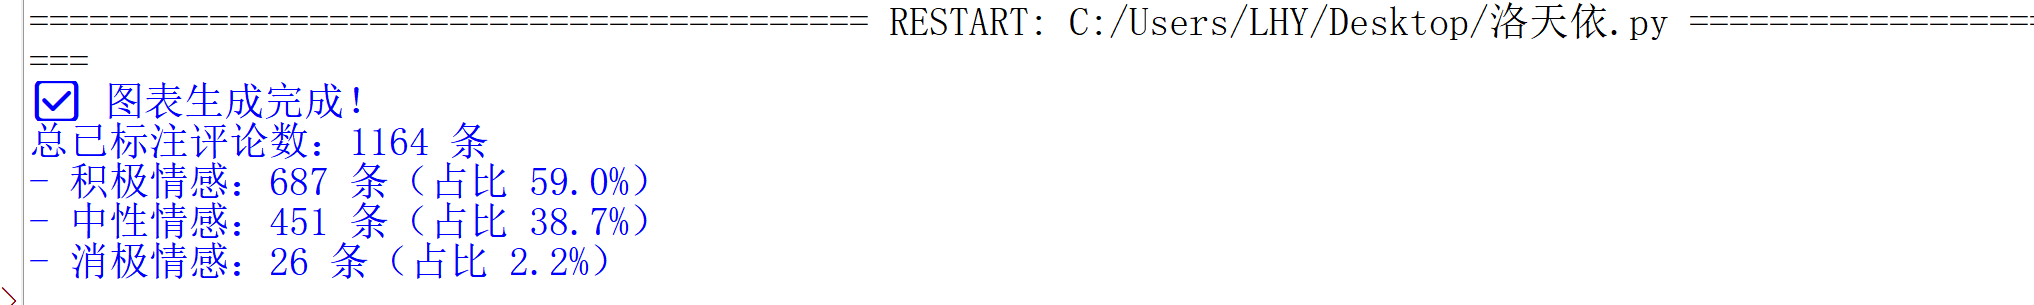 ========================================== RESTART: C:/Users/LHY/Desktop/洛天依.py =================
===
☑ 图表生成完成！
总已标注评论数：1164 条
- 积极情感：687 条（占比 59.0%）
- 中性情感：451 条（占比 38.7%）
- 消极情感：26 条（占比 2.2%）